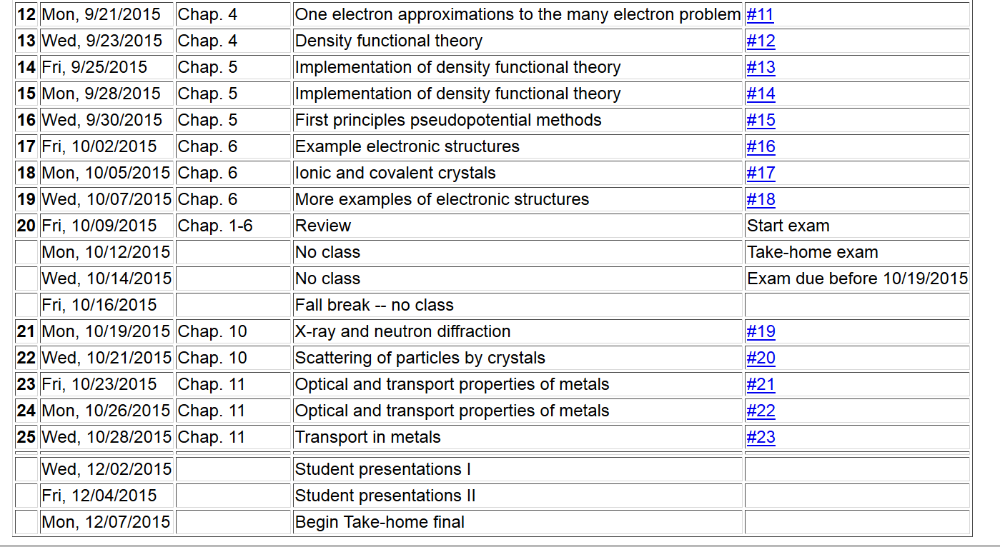 12 Mon, 9/21/2015 Chap. 4 One electron approximations to the many electron problem #11
13 Wed, 9/23/2015 Chap. 4 Density functional theory #12
14 Fri, 9/25/2015 Chap. 5 Implementation of density functional theory #13
15 Mon, 9/28/2015 Chap. 5 Implementation of density functional theory #14
16 Wed, 9/30/2015 Chap. 5 First principles pseudopotential methods #15
17 Fri, 10/02/2015 Chap. 6 Example electronic structures #16
18 Mon, 10/05/2015 Chap. 6 Ionic and covalent crystals #17
19 Wed, 10/07/2015 Chap. 6 More examples of electronic structures #18
20 Fri, 10/09/2015 Chap. 1-6 Review Start exam
Mon, 10/12/2015 No class Take-home exam
Wed, 10/14/2015 No class Exam due before 10/19/2015
Fri, 10/16/2015 Fall break -- no class
21 Mon, 10/19/2015 Chap. 10 X-ray and neutron diffraction #19
22 Wed, 10/21/2015 Chap. 10 Scattering of particles by crystals #20
23 Fri, 10/23/2015 Chap. 11 Optical and transport properties of metals #21
24 Mon, 10/26/2015 Chap. 11 Optical and transport properties of metals #22
25 Wed, 10/28/2015 Chap. 11 Transport in metals #23
Wed, 12/02/2015 Student presentations I
Fri, 12/04/2015 Student presentations II
Mon, 12/07/2015 Begin Take-home final